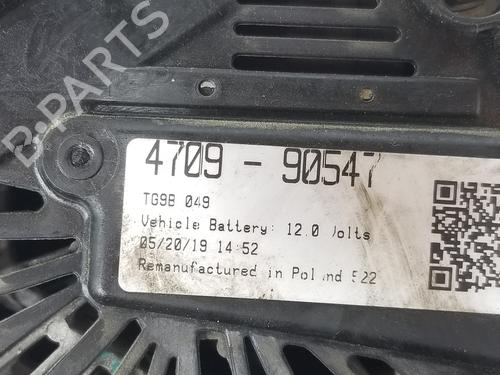 B-PARTS
4709 - 90547
TG9B 049
Vehicle Battery: 12.0 Volts
05/20/19 14:52
Remanufactured in Poland 522